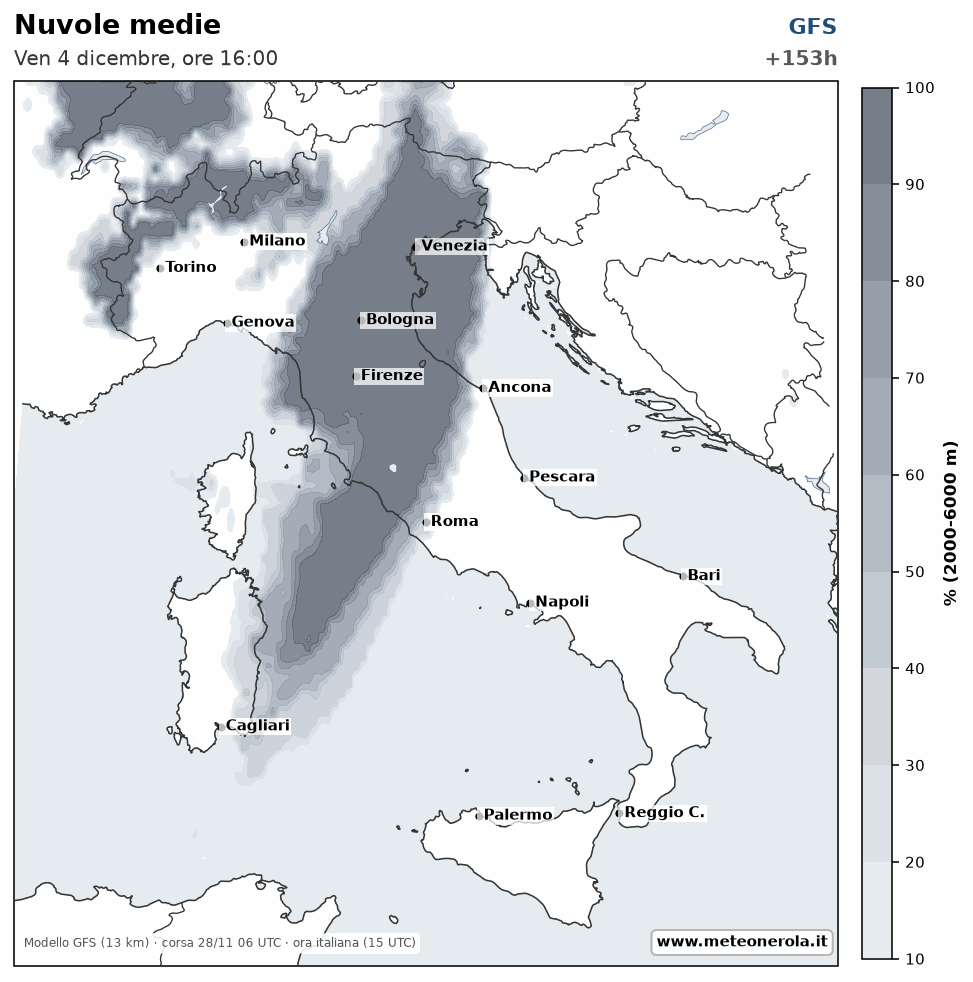 Nuvole medie
GFS
Ven 4 dicembre, ore 16:00
+153h
100
90
80
70
60
50
40
30
20
10
% (2000-6000 m)
Milano
Venezia
Torino
Genova
Bologna
Firenze
Ancona
Pescara
Roma
Bari
Napoli
Cagliari
Palermo
Reggio C.
Modello GFS (13 km) · corsa 28/11 06 UTC · ora italiana (15 UTC)
www.meteonerola.it